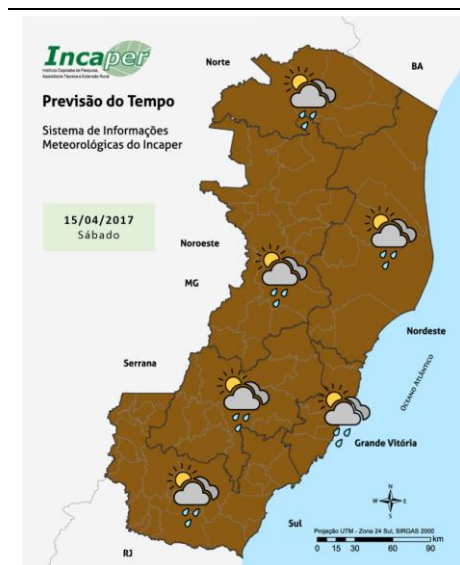 Incaper
Instituto Capixaba de Pesquisa,
Assistência Técnica e Extensão Rural
Previsão do Tempo
Sistema de Informações
Meteorológicas do Incaper
15/04/2017
Sábado
Norte
BA
Noroeste
MG
Nordeste
Serrana
OCEANO ATLÂNTICO
Grande Vitória
Sul
RJ
N
W E
S
Projeção UTM - Zona 24 Sul, SIRGAS 2000
km
0 15 30 60 90